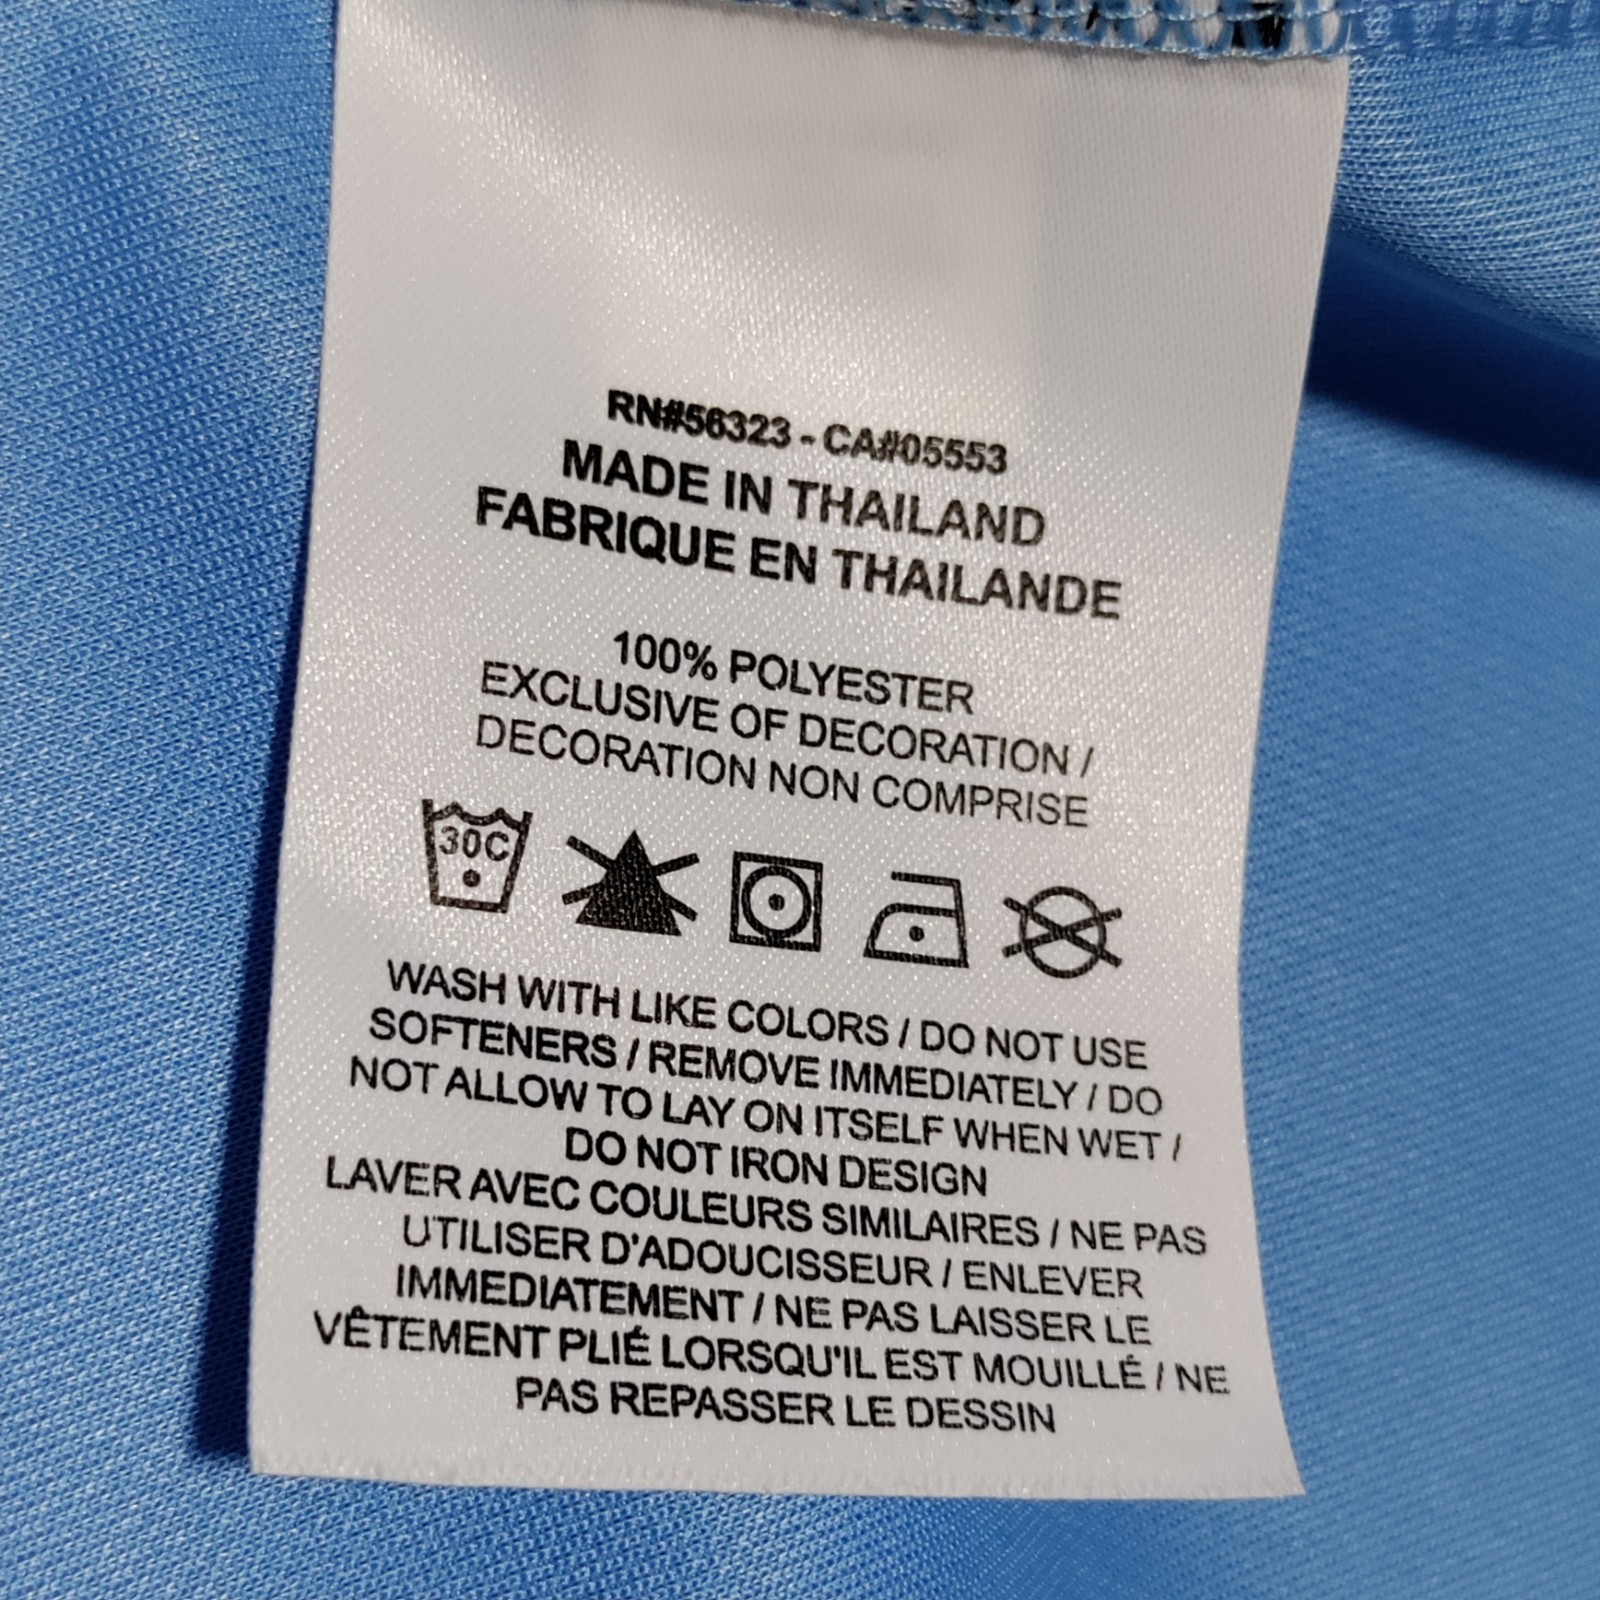 RN#56323 - CA#05553
MADE IN THAILAND
FABRIQUE EN THAILANDE
100% POLYESTER
EXCLUSIVE OF DECORATION /
DECORATION NON COMPRISE
30C
WASH WITH LIKE COLORS / DO NOT USE
SOFTENERS / REMOVE IMMEDIATELY / DO
NOT ALLOW TO LAY ON ITSELF WHEN WET /
DO NOT IRON DESIGN
LAVER AVEC COULEURS SIMILAIRES / NE PAS
UTILISER D'ADOUCISSEUR / ENLEVER
IMMEDIATEMENT / NE PAS LAISSER LE
VÊTEMENT PLIÉ LORSQU'IL EST MOUILLÉ / NE
PAS REPASSER LE DESSIN